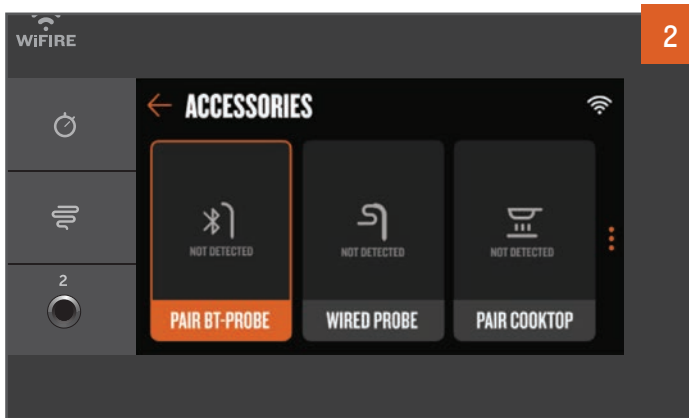 2
WiFIRE
ACCESSORIES
NOT DETECTED
PAIR BT-PROBE
NOT DETECTED
WIRED PROBE
NOT DETECTED
PAIR COOKTOP
2